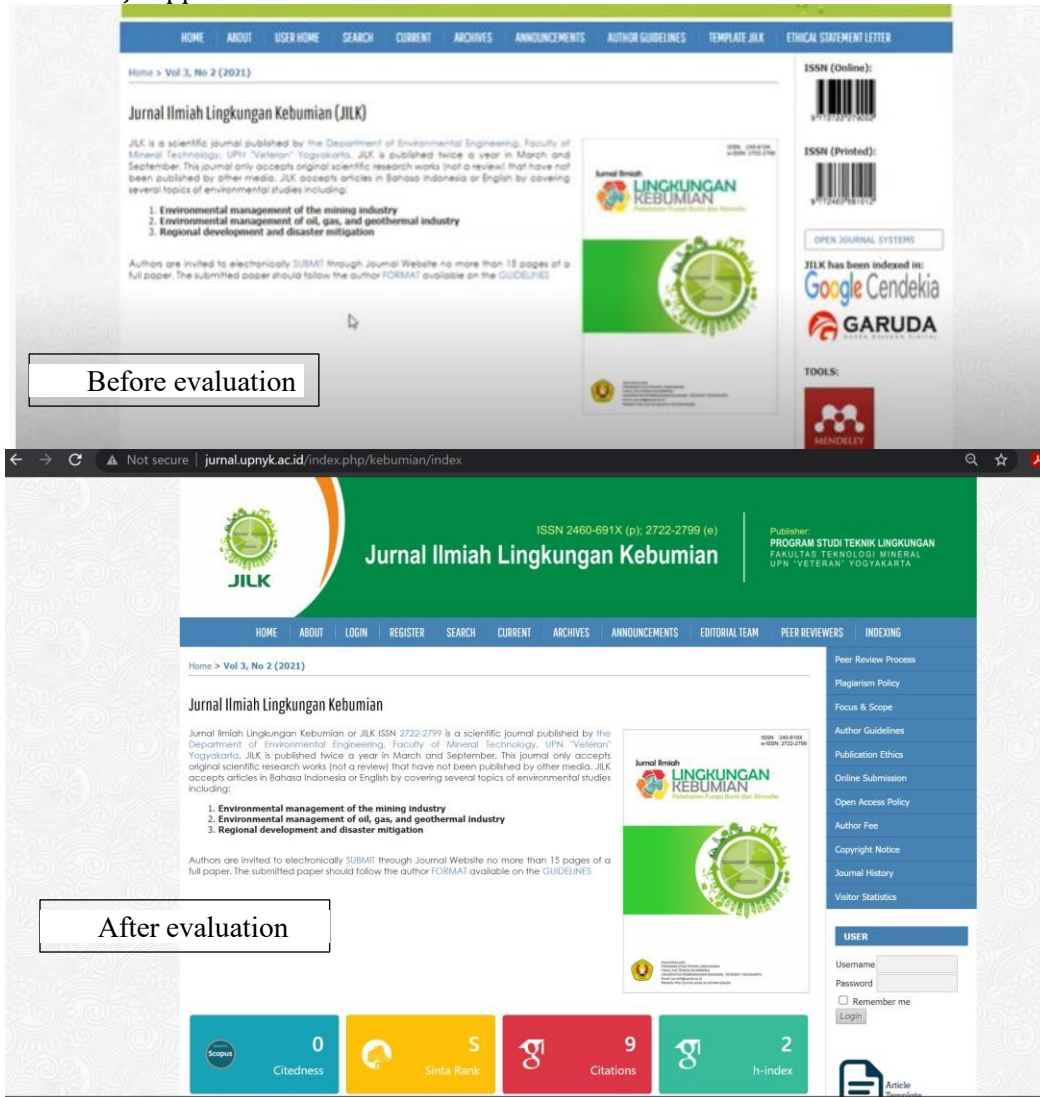 HOME ABOUT USER HOME SEARCH CURRENT ARCHIVES ANNOUNCEMENTS AUTHOR GUIDELINES TEMPLATE JILK ETHICAL STATEMENT LETTER
Home > Vol 3, No 2 (2021)
Jurnal Ilmiah Lingkungan Kebumian (JILK)
JILK is a scientific journal published by the Department of Environmental Engineering, Faculty of
Mineral Technology, UPN "Veteran" Yogyakarta. JILK is published twice a year in March and
September. This journal only accepts original scientific research works (not a review) that have not
been published by other media. JILK accepts articles in Bahasa Indonesia or English by covering
several topics of environmental studies including:
1. Environmental management of the mining industry
2. Environmental management of oil, gas, and geothermal industry
3. Regional development and disaster mitigation
Authors are invited to electronically SUBMIT through Journal Website no more than 15 pages of a
full paper. The submitted paper should follow the author FORMAT available on the GUIDELINES
Jurnal Ilmiah
LINGKUNGAN
KEBUMIAN
Pelestarian Fungsi Bumi dan Atmosfer
ISSN (Online):
ISSN (Printed):
OPEN JOURNAL SYSTEMS
JILK has been indexed in:
Google Cendekia
GARUDA
TOOLS:
MENDELEY
Before evaluation
Not secure | jurnal.upnyk.ac.id/index.php/kebumian/index
JILK
ISSN 2460-691X (p); 2722-2799 (e)
Jurnal Ilmiah Lingkungan Kebumian
Publisher:
PROGRAM STUDI TEKNIK LINGKUNGAN
FAKULTAS TEKNOLOGI MINERAL
UPN "VETERAN" YOGYAKARTA
HOME ABOUT LOGIN REGISTER SEARCH CURRENT ARCHIVES ANNOUNCEMENTS EDITORIAL TEAM PEER REVIEWERS INDEXING
Home > Vol 3, No 2 (2021)
Jurnal Ilmiah Lingkungan Kebumian
Jurnal Ilmiah Lingkungan Kebumian or JILK ISSN 2722-2799 is a scientific journal published by the
Department of Environmental Engineering, Faculty of Mineral Technology, UPN "Veteran"
Yogyakarta. JILK is published twice a year in March and September. This journal only accepts
original scientific research works (not a review) that have not been published by other media. JILK
accepts articles in Bahasa Indonesia or English by covering several topics of environmental studies
including:
1. Environmental management of the mining industry
2. Environmental management of oil, gas, and geothermal industry
3. Regional development and disaster mitigation
Authors are invited to electronically SUBMIT through Journal Website no more than 15 pages of a
full paper. The submitted paper should follow the author FORMAT available on the GUIDELINES
e-ISSN 2722-2799
Jurnal Ilmiah
LINGKUNGAN
KEBUMIAN
Pelestarian Fungsi Bumi dan Atmosfer
Peer Review Process
Plagiarism Policy
Focus & Scope
Author Guidelines
Publication Ethics
Online Submission
Open Access Policy
Author Fee
Copyright Notice
Journal History
Visitor Statistics
USER
Username
Password
Remember me
Login
Article
Template
After evaluation
Scopus
0
Citedness
S
Sinta Rank
9
Citations
2
h-index